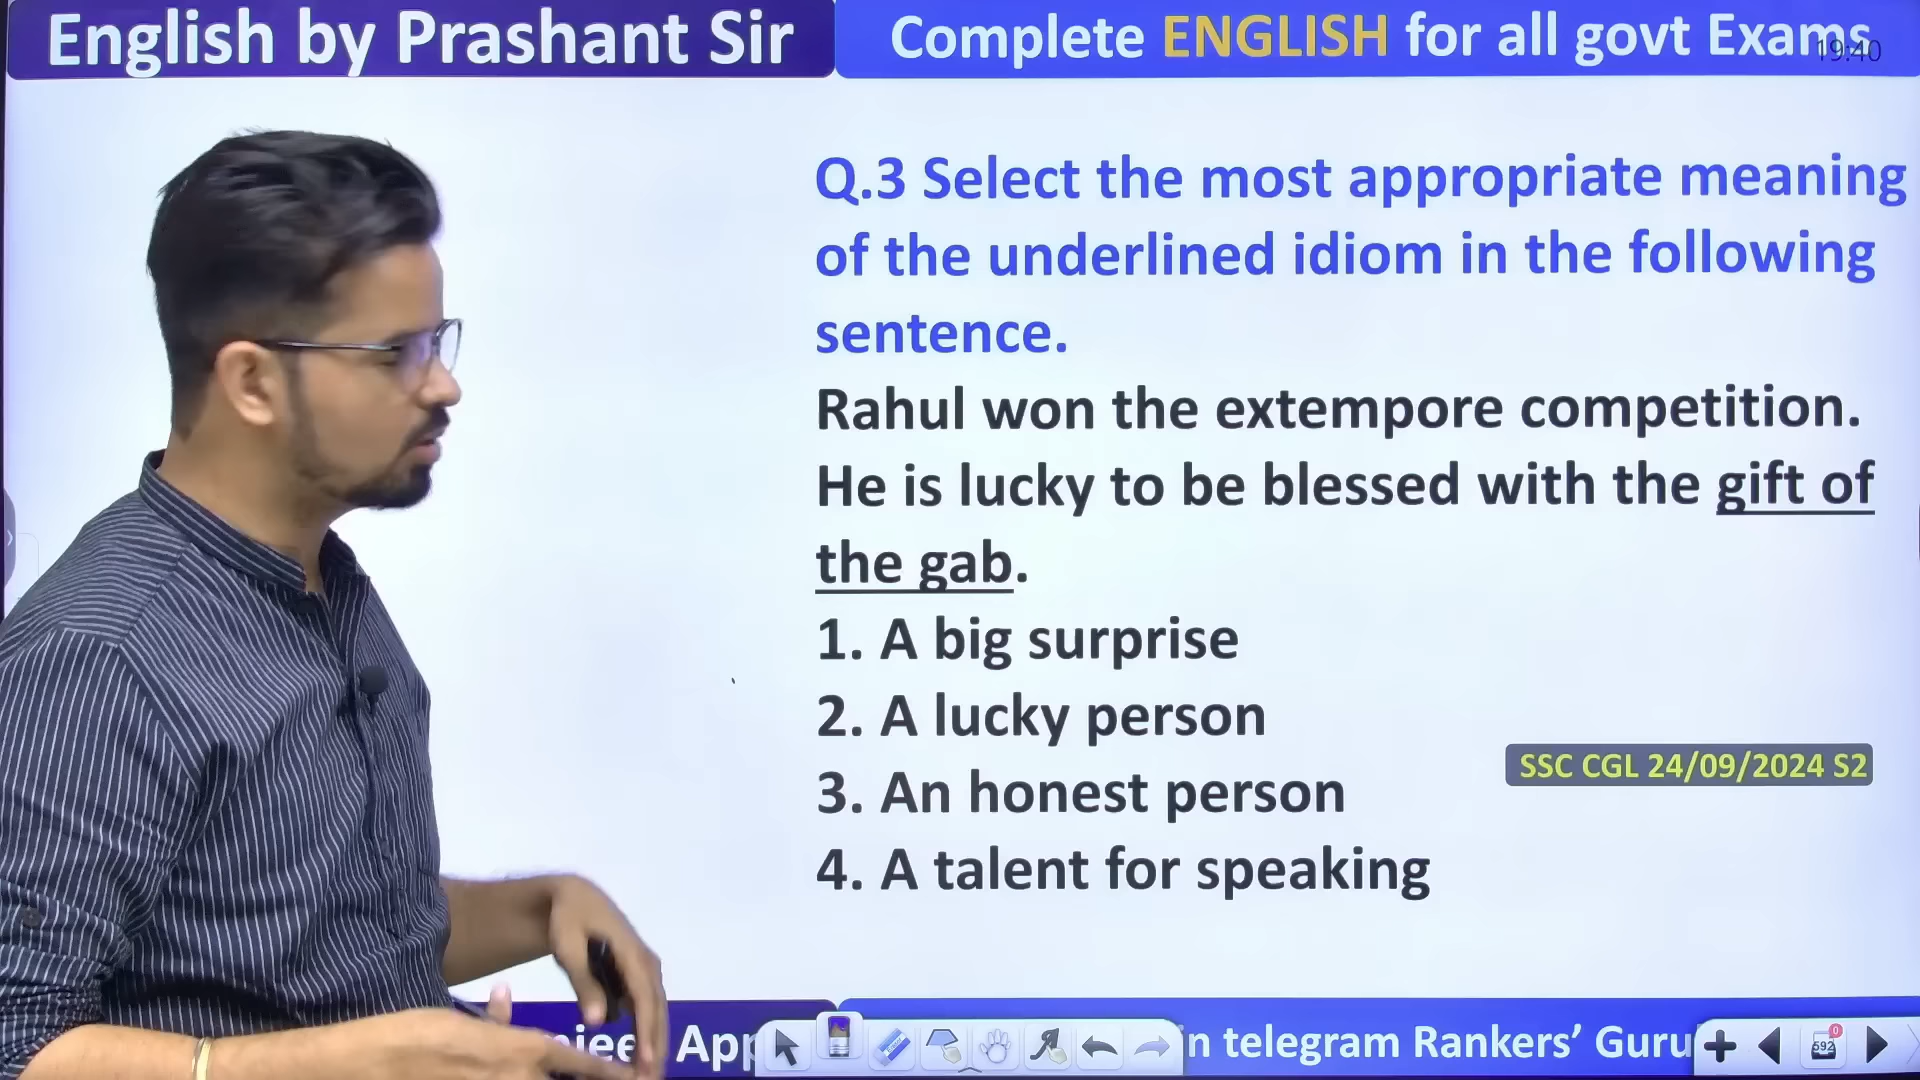 English by Prashant Sir
Complete ENGLISH for all govt Exams
19:40
Q.3 Select the most appropriate meaning
of the underlined idiom in the following
sentence.
Rahul won the extempore competition.
He is lucky to be blessed with the gift of
the gab.
1. A big surprise
2. A lucky person
3. An honest person
4. A talent for speaking
SSC CGL 24/09/2024 S2
telegram Rankers’ Guru
0
592